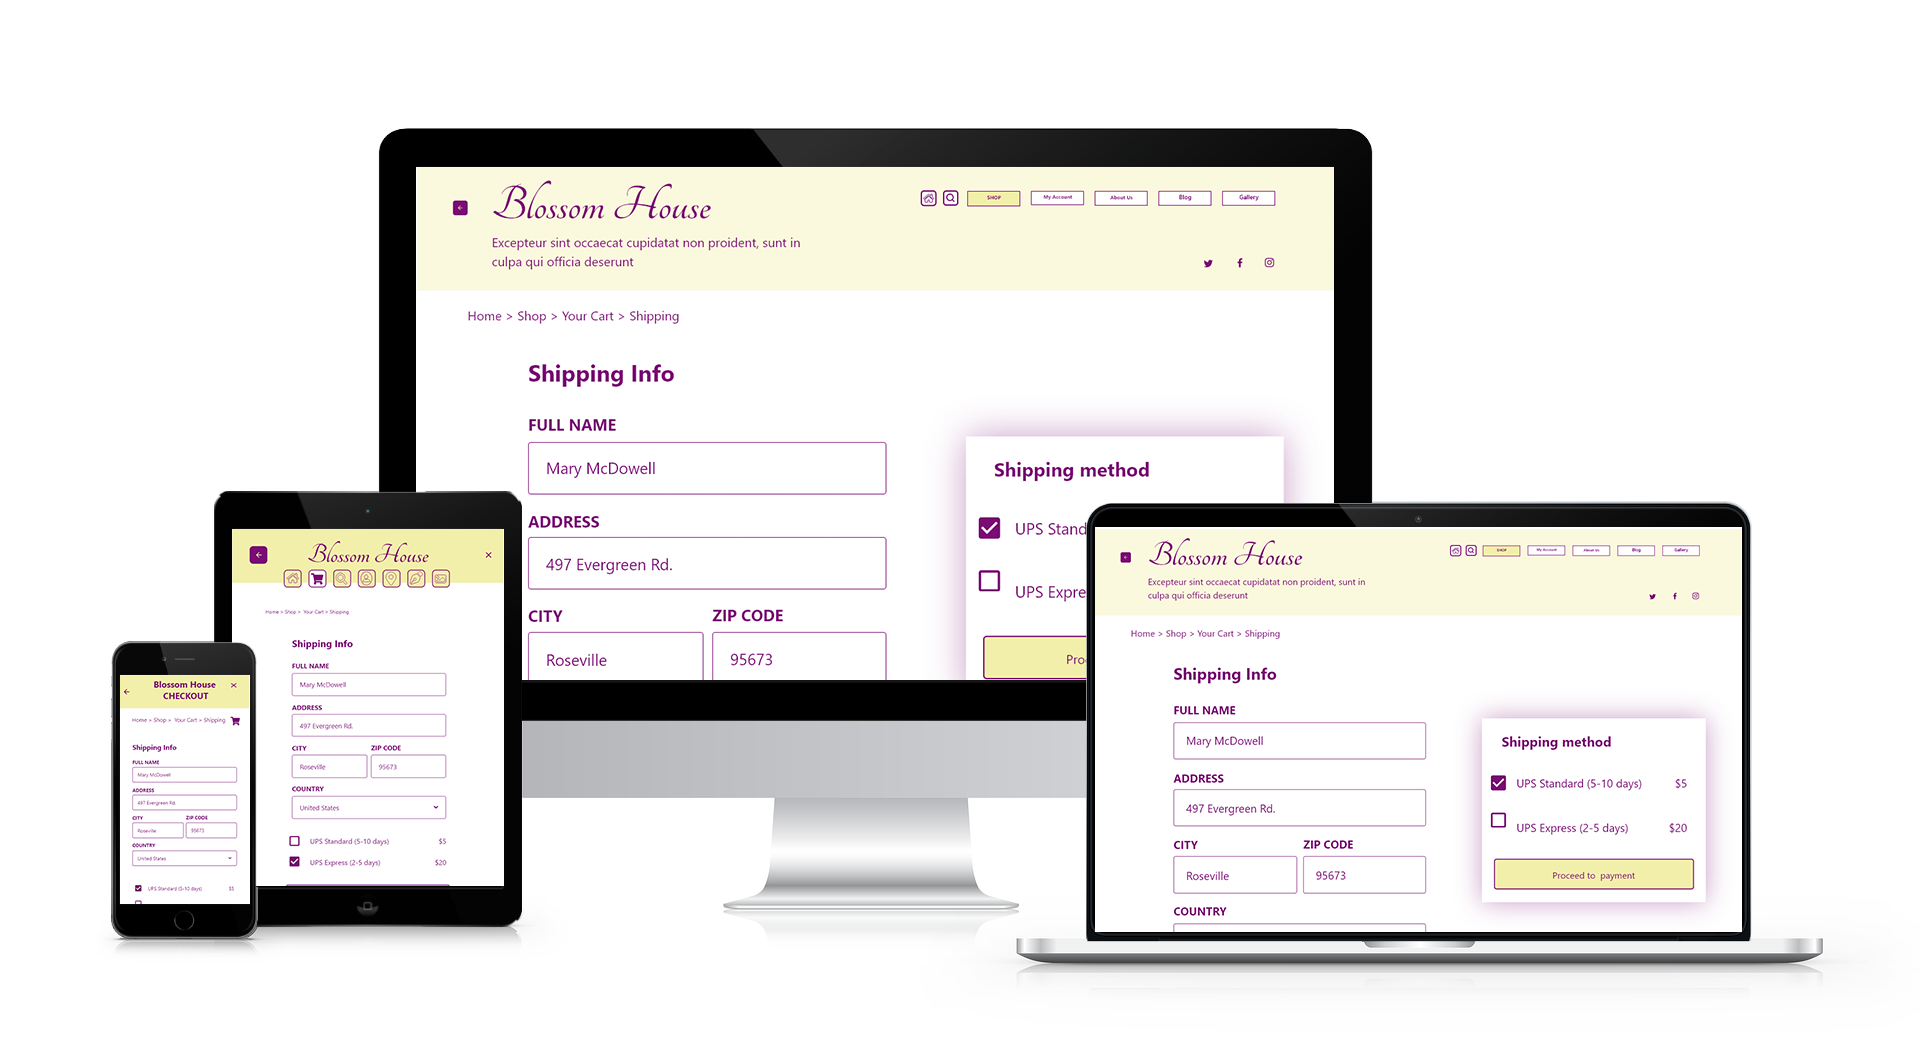 Blossom House
SHOP
My Account
About Us
Blog
Gallery
Excepteur sint occaecat cupidatat non proident, sunt in
culpa qui officia deserunt
Home > Shop > Your Cart > Shipping
Shipping Info
FULL NAME
Mary McDowell
ADDRESS
497 Evergreen Rd.
CITY
ZIP CODE
Roseville
95673
Shipping method
UPS Stand
UPS Expre
Pro
Blossom House
Home > Shop > Your Cart > Shipping
Shipping Info
FULL NAME
Mary McDowell
ADDRESS
497 Evergreen Rd.
CITY
ZIP CODE
Roseville
95673
COUNTRY
United States
UPS Standard (5-10 days) $5
UPS Express (2-5 days) $20
Blossom House
CHECKOUT
Home > Shop > Your Cart > Shipping
Shipping Info
FULL NAME
Mary McDowell
ADDRESS
497 Evergreen Rd.
CITY
ZIP CODE
Roseville
95673
COUNTRY
United States
UPS Standard (5-10 days) $5
Blossom House
SHOP
My Account
About Us
Blog
Gallery
Excepteur sint occaecat cupidatat non proident, sunt in
culpa qui officia deserunt
Home > Shop > Your Cart > Shipping
Shipping Info
FULL NAME
Mary McDowell
ADDRESS
497 Evergreen Rd.
CITY
ZIP CODE
Roseville
95673
COUNTRY
Shipping method
UPS Standard (5-10 days) $5
UPS Express (2-5 days) $20
Proceed to payment